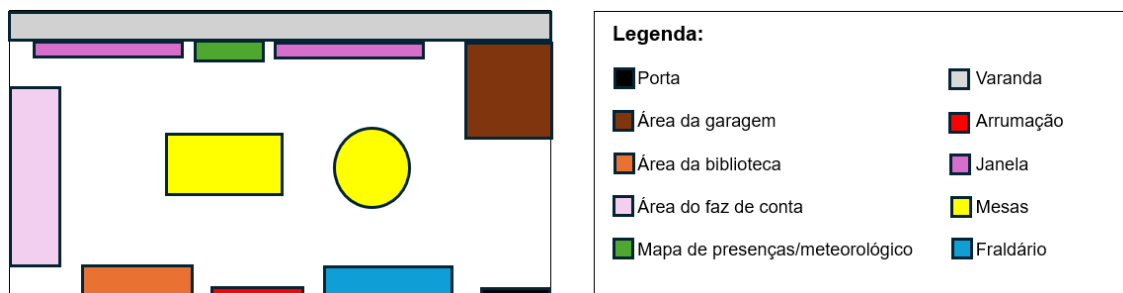 Legenda:
Porta
Área da garagem
Área da biblioteca
Área do faz de conta
Mapa de presenças/meteorológico
Varanda
Arrumação
Janela
Mesas
Fraldário